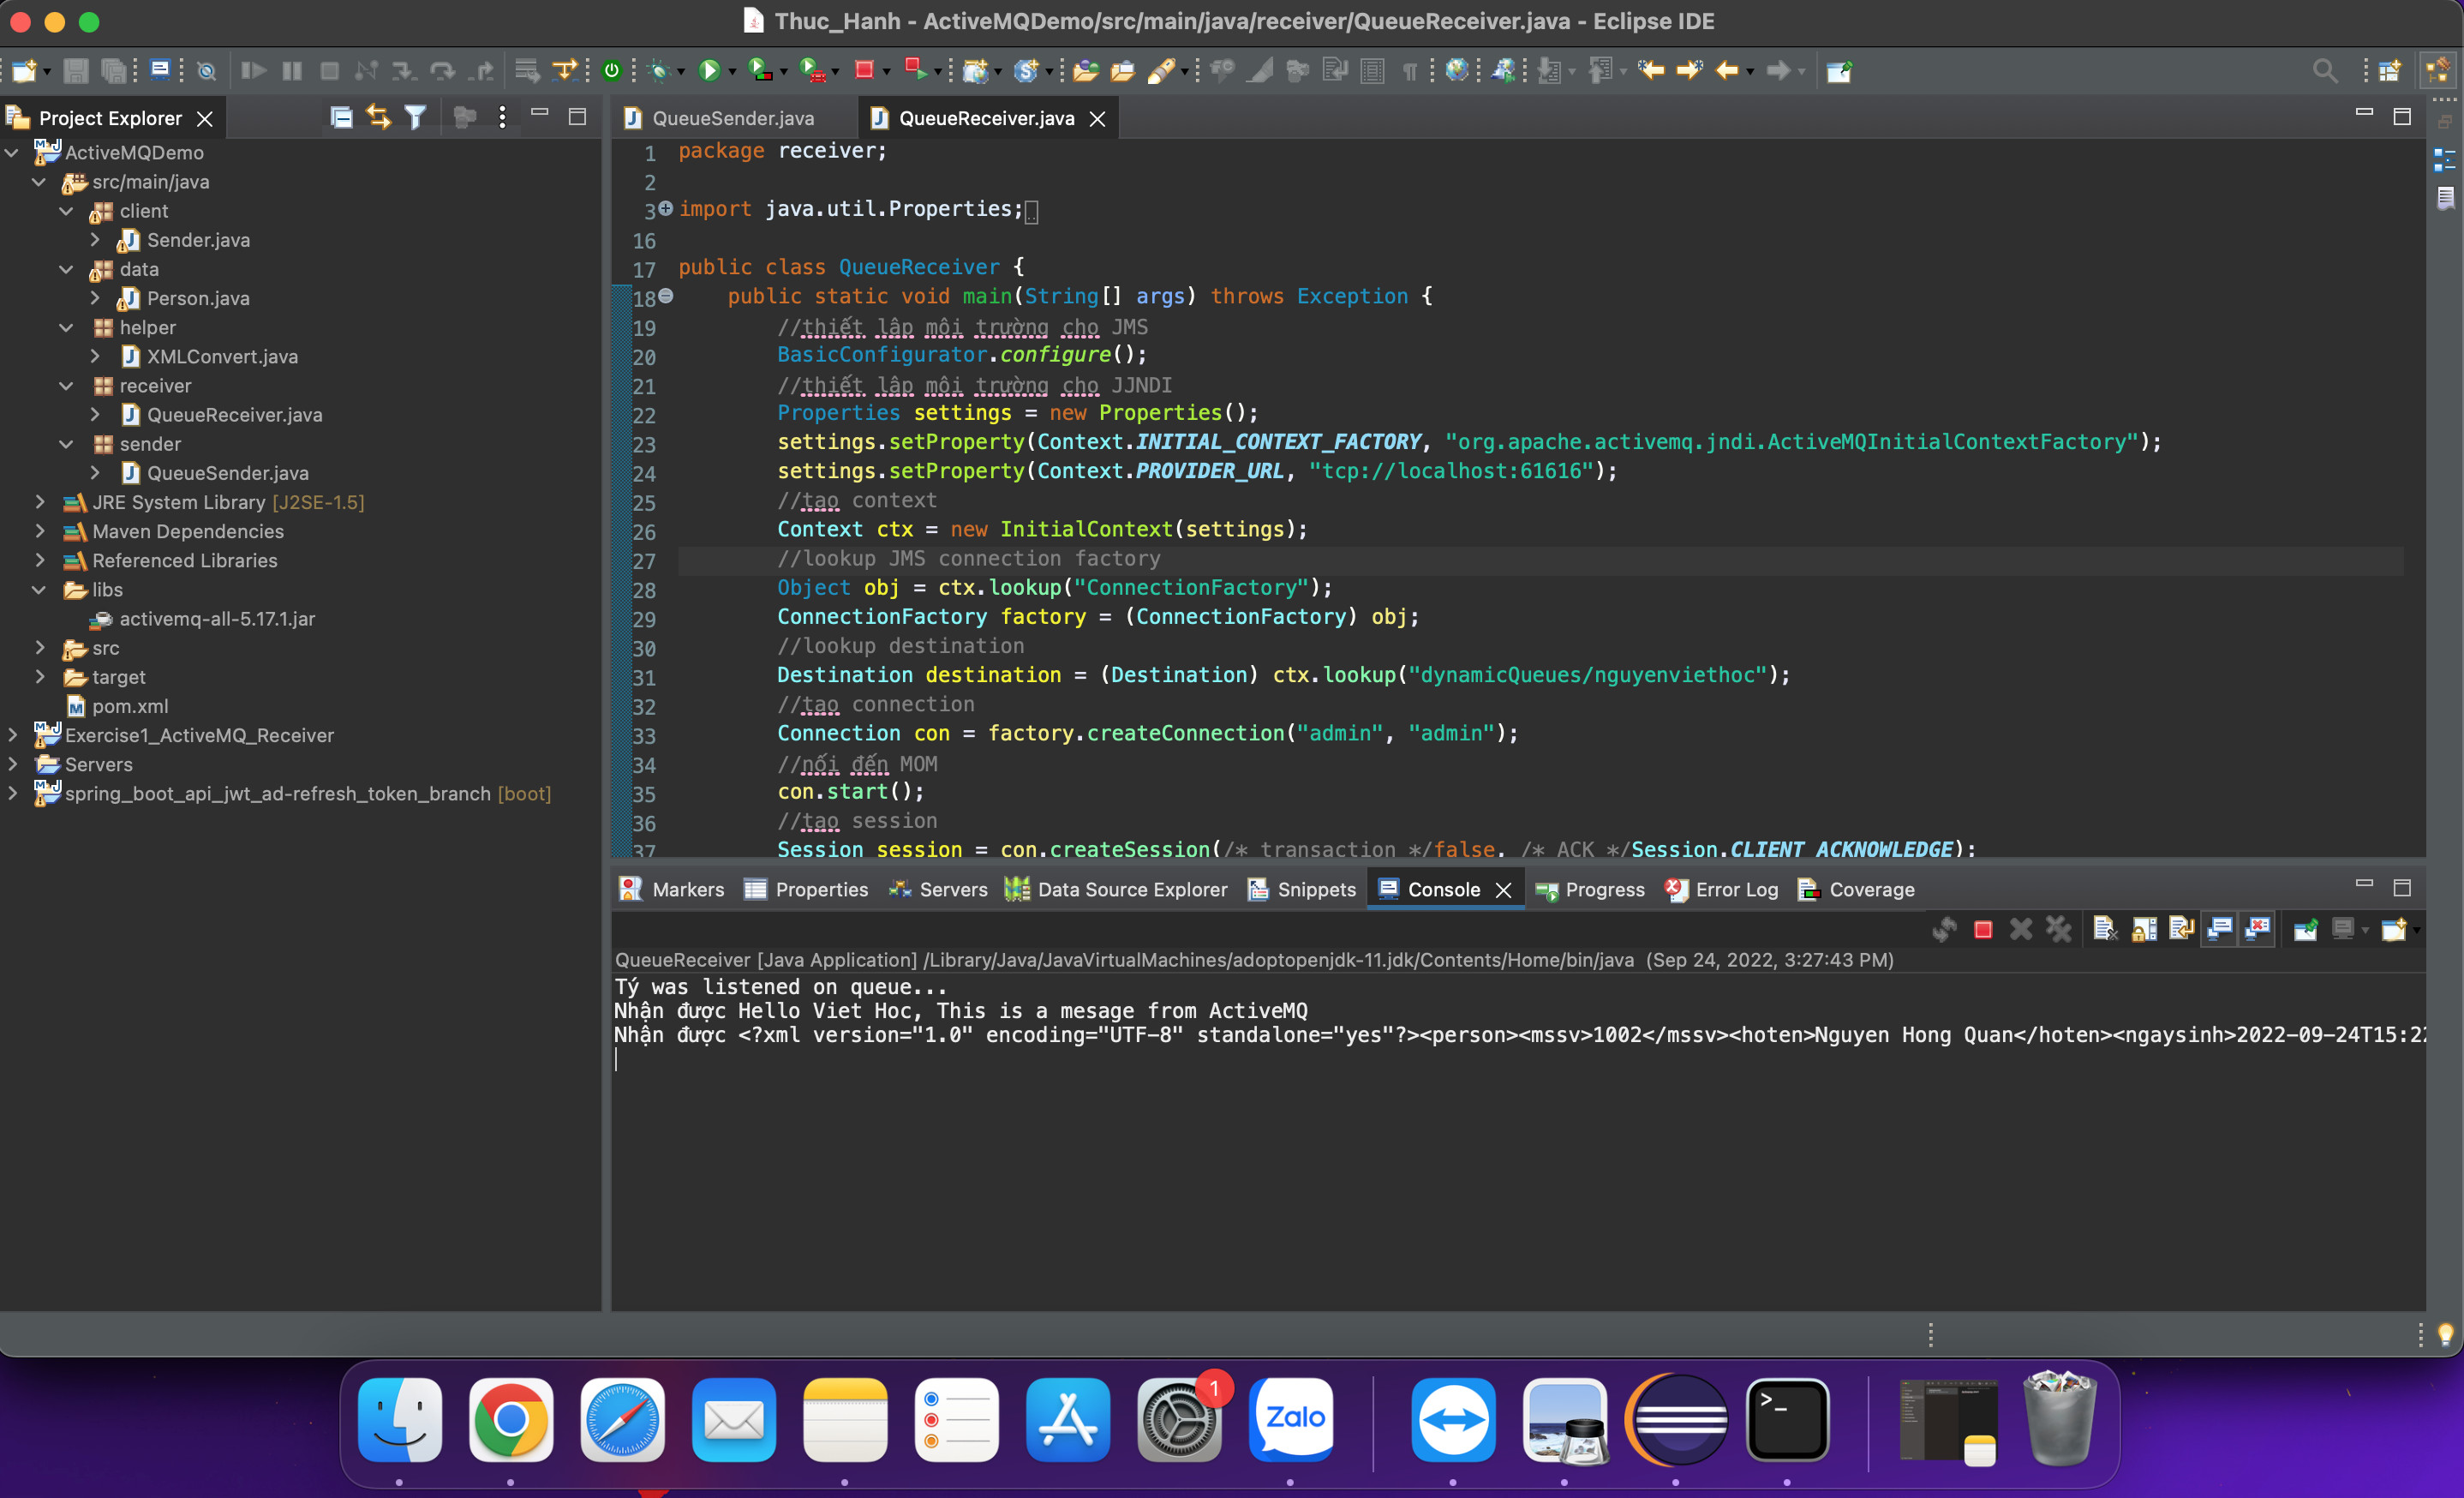 Thuc_Hanh - ActiveMQDemo/src/main/java/receiver/QueueReceiver.java - Eclipse IDE
Project Explorer
ActiveMQDemo
src/main/java
client
Sender.java
data
Person.java
helper
XMLConvert.java
receiver
QueueReceiver.java
sender
QueueSender.java
JRE System Library [J2SE-1.5]
Maven Dependencies
Referenced Libraries
libs
activemq-all-5.17.1.jar
src
target
pom.xml
Exercise1_ActiveMQ_Receiver
Servers
spring_boot_api_jwt_ad-refresh_token_branch [boot]
QueueSender.java QueueReceiver.java
1 package receiver;
2
3 import java.util.Properties;
16
17 public class QueueReceiver {
18 public static void main(String[] args) throws Exception {
19 //thiết lập môi trường cho JMS
20 BasicConfigurator.configure();
21 //thiết lập môi trường cho JJNDI
22 Properties settings = new Properties();
23 settings.setProperty(Context.INITIAL_CONTEXT_FACTORY, "org.apache.activemq.jndi.ActiveMQInitialContextFactory");
24 settings.setProperty(Context.PROVIDER_URL, "tcp://localhost:61616");
25 //tạo context
26 Context ctx = new InitialContext(settings);
27 //lookup JMS connection factory
28 Object obj = ctx.lookup("ConnectionFactory");
29 ConnectionFactory factory = (ConnectionFactory) obj;
30 //lookup destination
31 Destination destination = (Destination) ctx.lookup("dynamicQueues/nguyenviethoc");
32 //tạo connection
33 Connection con = factory.createConnection("admin", "admin");
34 //nối đến MOM
35 con.start();
36 //tạo session
37 Session session = con.createSession(/* transaction */false, /* ACK */Session.CLIENT_ACKNOWLEDGE);
Markers Properties Servers Data Source Explorer Snippets Console Progress Error Log Coverage
QueueReceiver [Java Application] /Library/Java/JavaVirtualMachines/adoptopenjdk-11.jdk/Contents/Home/bin/java (Sep 24, 2022, 3:27:43 PM)
Tý was listened on queue...
Nhận được Hello Viet Hoc, This is a mesage from ActiveMQ
Nhận được <?xml version="1.0" encoding="UTF-8" standalone="yes"?><person><mssv>1002</mssv><hoten>Nguyen Hong Quan</hoten><ngaysinh>2022-09-24T15:22
1
Zalo
>_